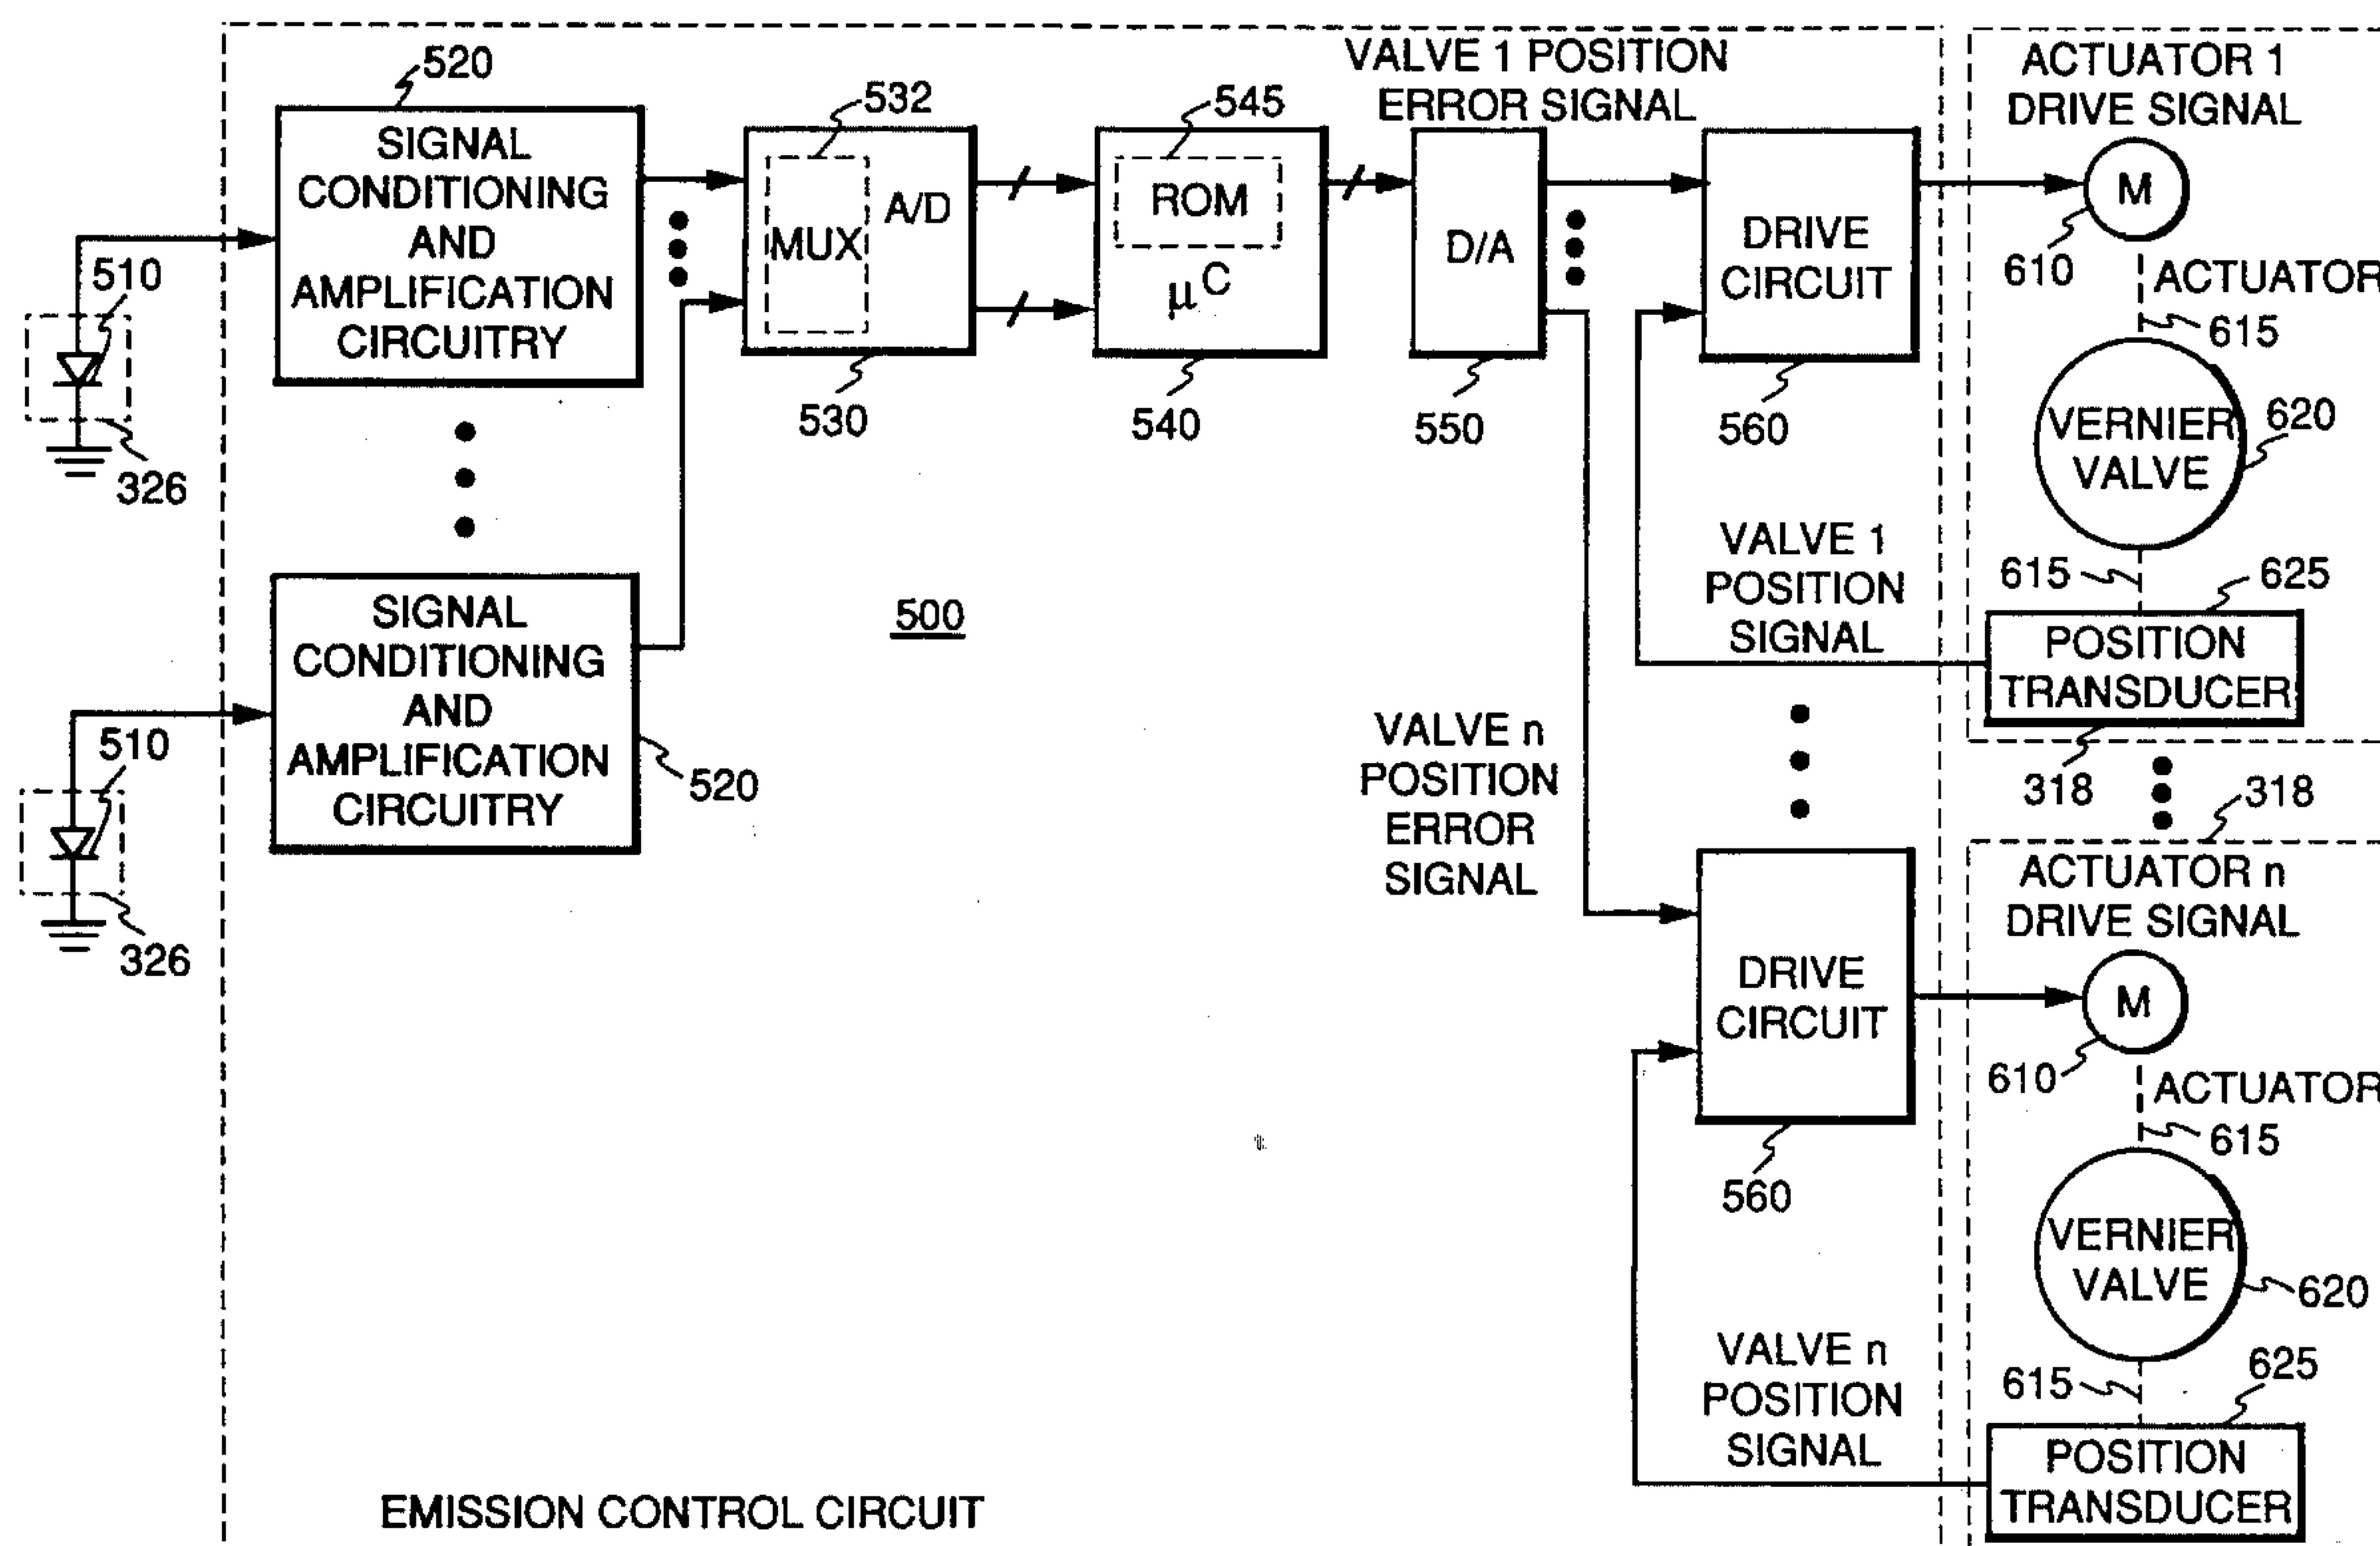 520
SIGNAL
CONDITIONING
AND
AMPLIFICATION
CIRCUITRY
510
326
532
MUX
A/D
530
545
ROM
μC
540
VALVE 1 POSITION
ERROR SIGNAL
D/A
550
DRIVE
CIRCUIT
560
ACTUATOR 1
DRIVE SIGNAL
M
610
ACTUATOR
615
VERNIER
VALVE
620
615
625
POSITION
TRANSDUCER
318
VALVE 1
POSITION
SIGNAL
500
SIGNAL
CONDITIONING
AND
AMPLIFICATION
CIRCUITRY
520
510
326
VALVE n
POSITION
ERROR
SIGNAL
DRIVE
CIRCUIT
560
318
ACTUATOR n
DRIVE SIGNAL
M
610
ACTUATOR
615
VERNIER
VALVE
620
615
625
POSITION
TRANSDUCER
VALVE n
POSITION
SIGNAL
EMISSION CONTROL CIRCUIT